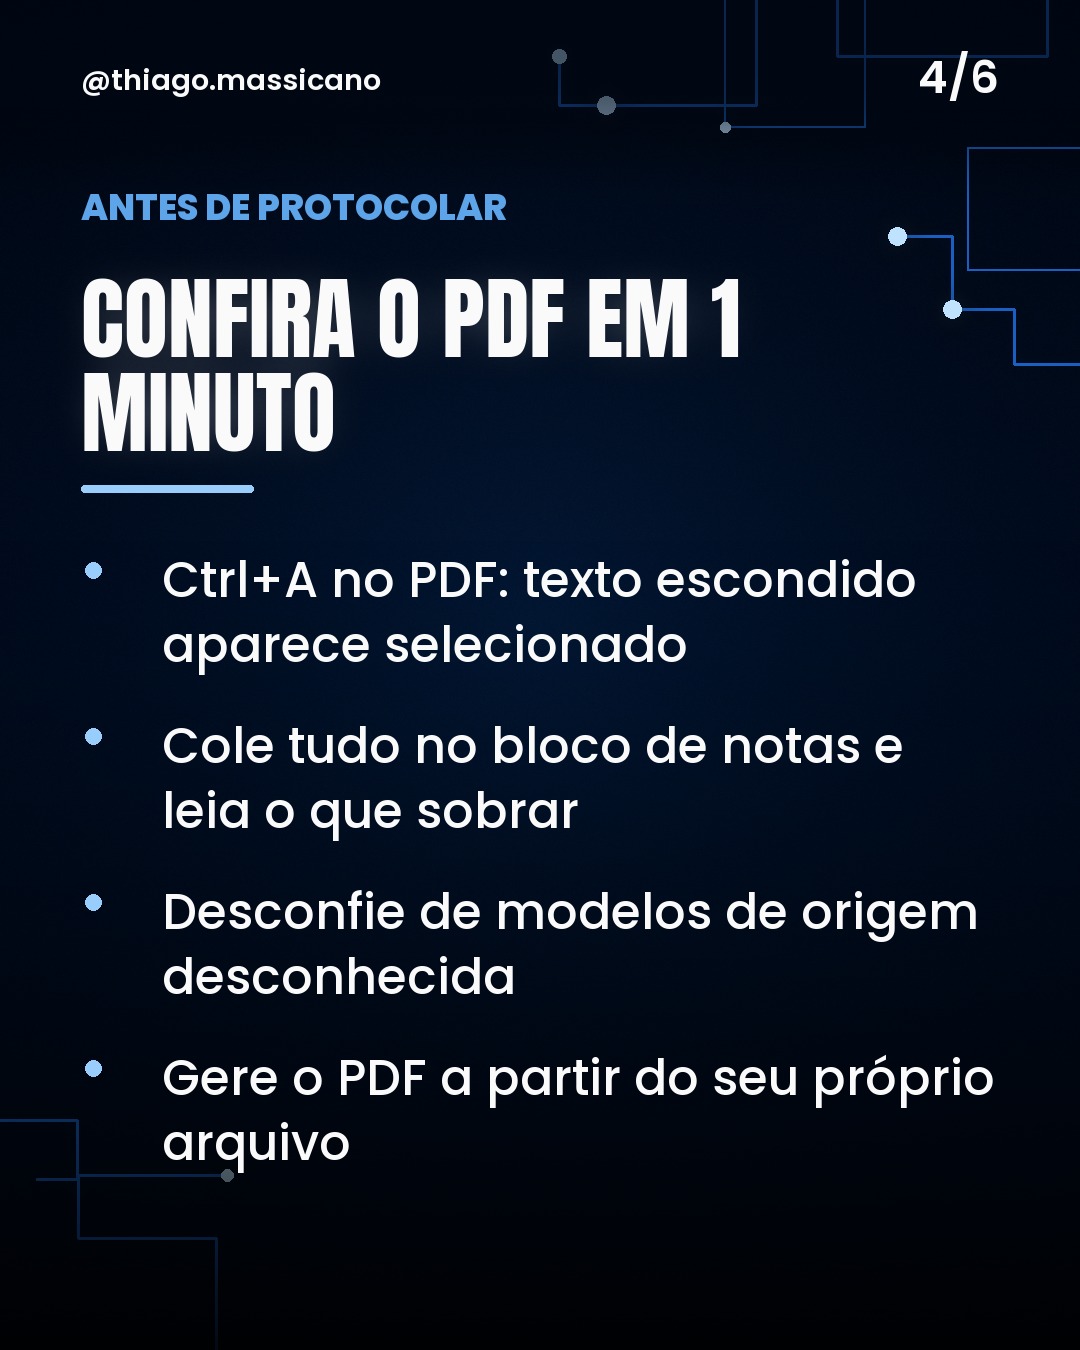 @thiago.massicano
4/6
ANTES DE PROTOCOLAR
CONFIRA O PDF EM 1
MINUTO
Ctrl+A no PDF: texto escondido
aparece selecionado
Cole tudo no bloco de notas e
leia o que sobrar
Desconfie de modelos de origem
desconhecida
Gere o PDF a partir do seu próprio
arquivo